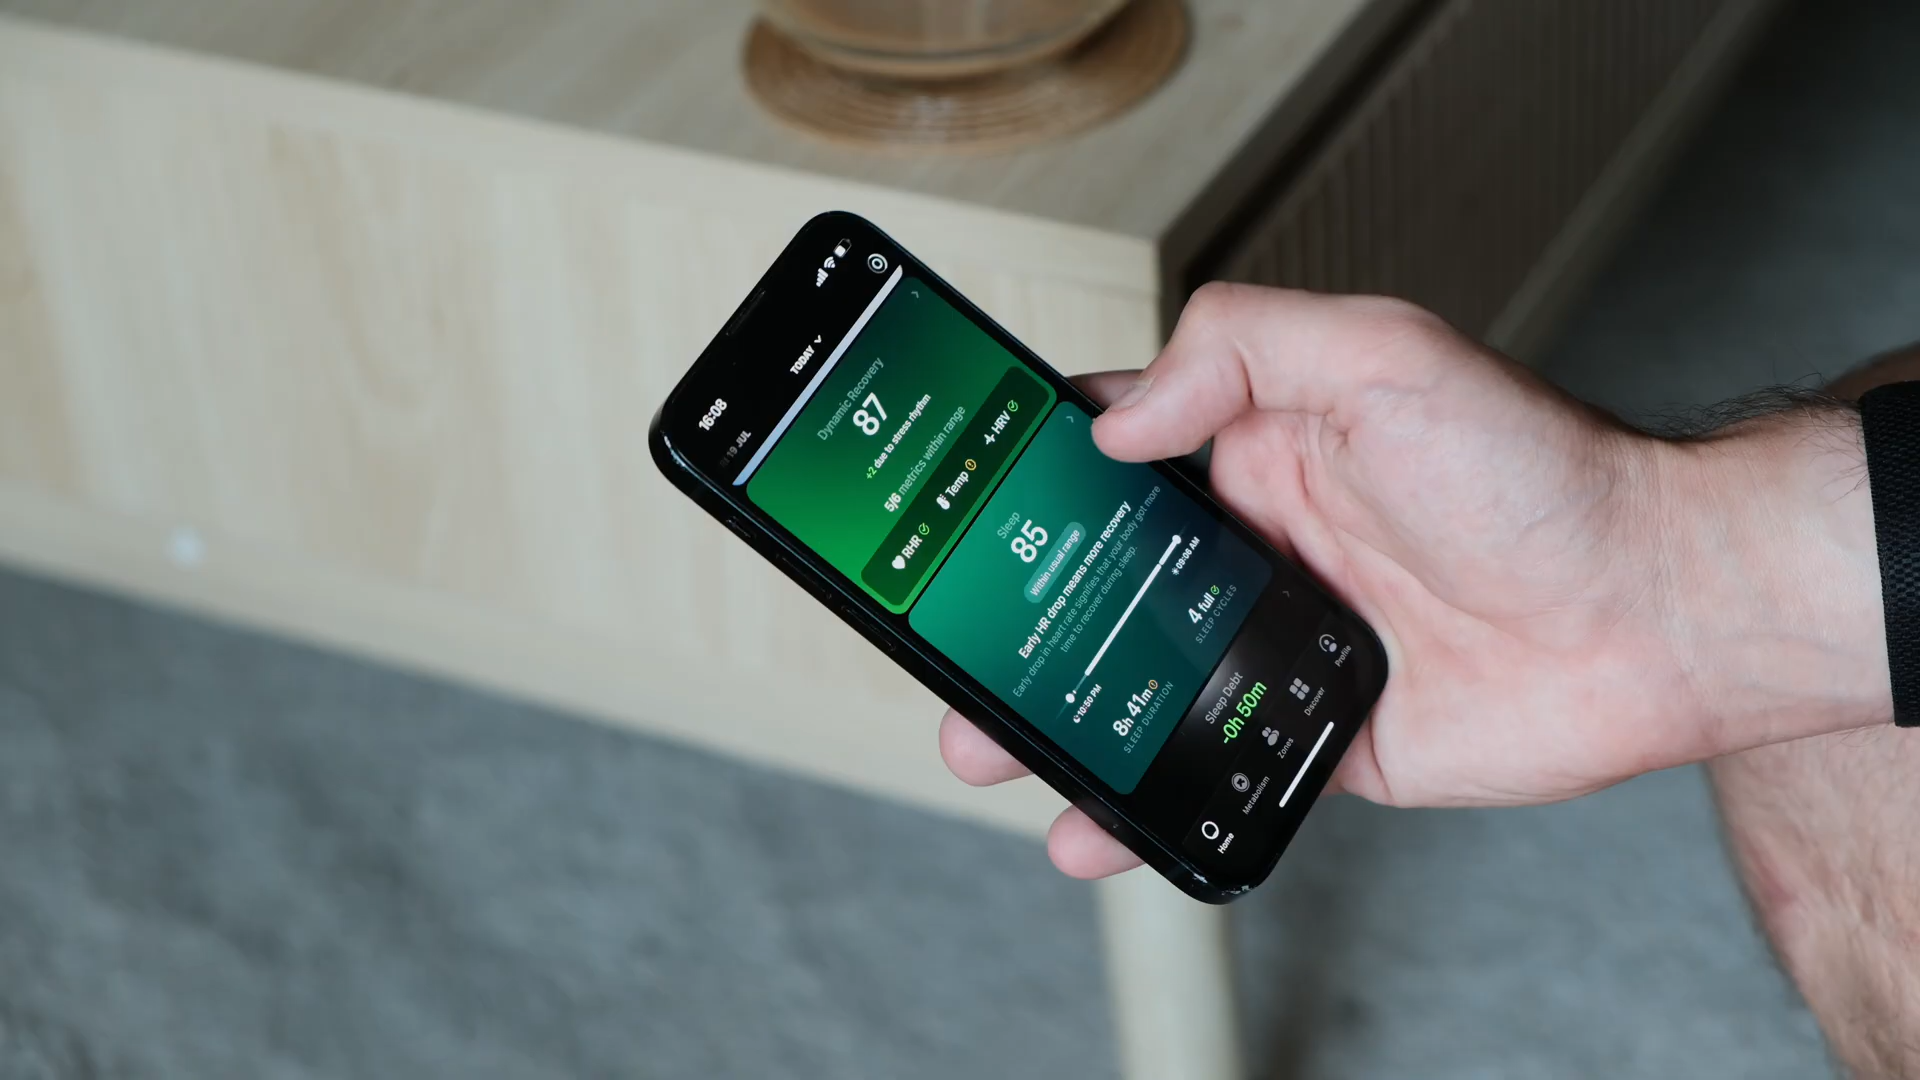 16:08
19 JUL
TODAY
Dynamic Recovery
87
+2 due to stress rhythm
5/6 metrics within range
RHR
Temp
HRV
Sleep
85
Within usual range
Early HR drop means more recovery
Early drop in heart rate signifies that your body got more
time to recover during sleep.
10:50 PM
09:06 AM
8h 41m
SLEEP DURATION
4 full
SLEEP CYCLES
Sleep Debt
-0h 50m
Home
Metabolism
Zones
Discover
Profile